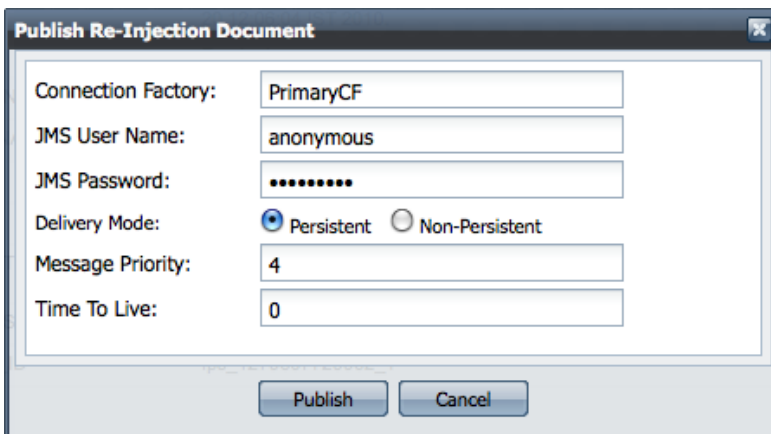 Publish Re-Injection Document
Connection Factory: PrimaryCF
JMS User Name: anonymous
JMS Password: •••••••••
Delivery Mode: Persistent Non-Persistent
Message Priority: 4
Time To Live: 0
Publish Cancel